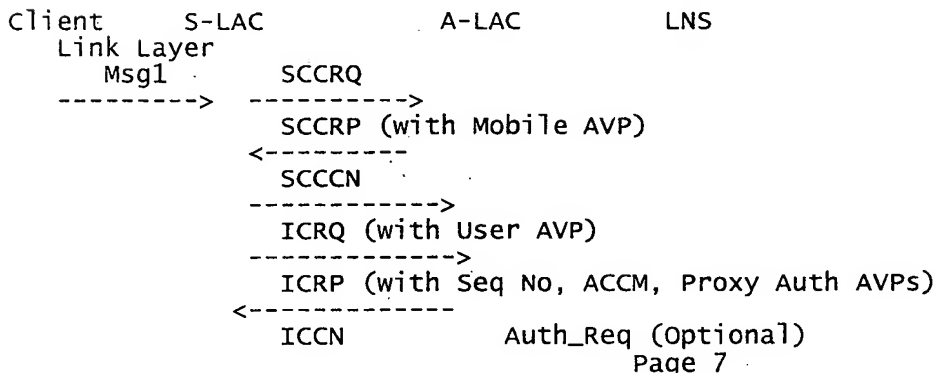 Client S-LAC A-LAC LNS
Link Layer
Msg1 SCCRQ
---------> ---------->
SCCRP (with Mobile AVP)
<---------
SCCCN
------------>
ICRQ (with User AVP)
------------->
ICRP (with Seq No, ACCM, Proxy Auth AVPs)
<--------------
ICCN Auth_Req (Optional)
Page 7